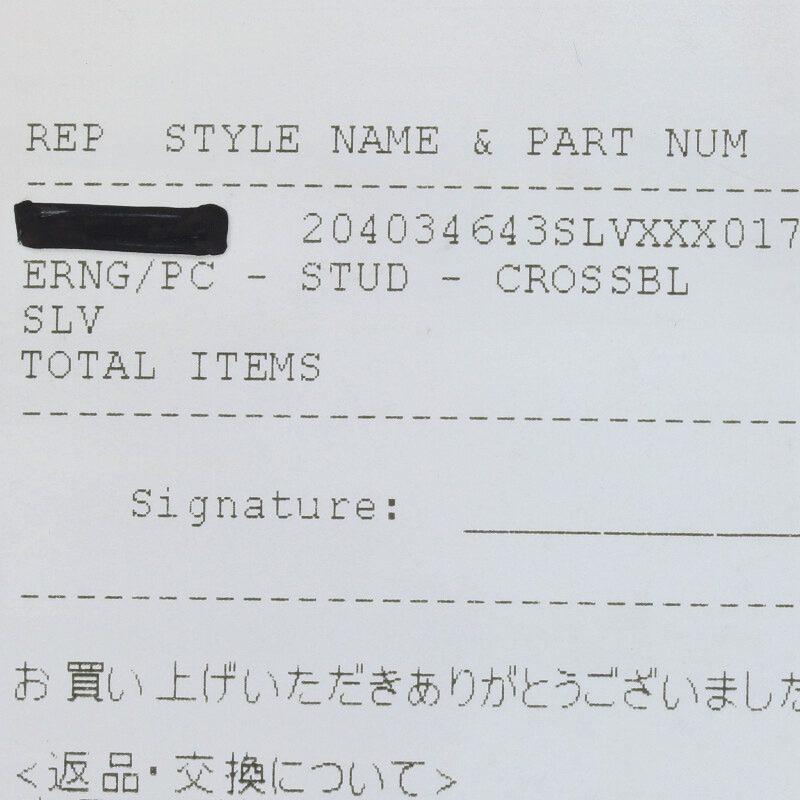 REP STYLE NAME & PART NUM
204034643SLVXXX017
ERNG/PC - STUD - CROSSBL
SLV
TOTAL ITEMS
Signature:
お買い上げいただきありがとうございました
<返品・交換について>